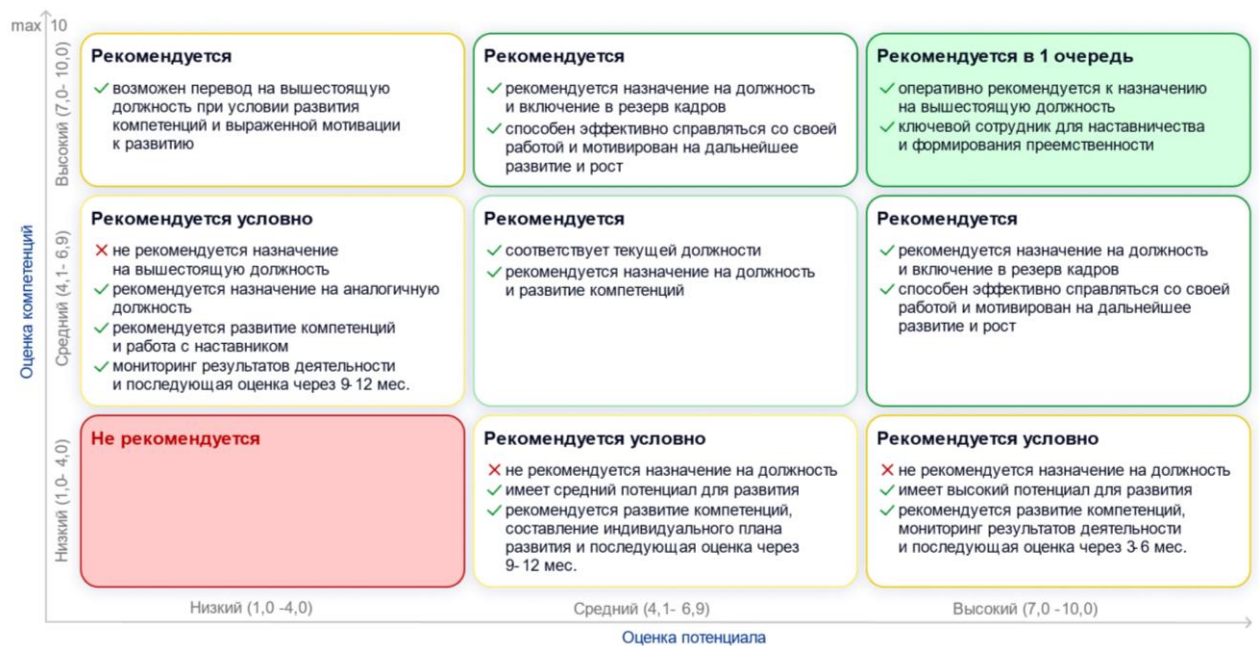 max 10
Оценка компетенций
Высокий (7,0- 10,0)
Рекомендуется
возможен перевод на вышестоящую
должность при условии развития
компетенций и выраженной мотивации
к развитию
Рекомендуется
рекомендуется назначение на должность
и включение в резерв кадров
способен эффективно справляться со своей
работой и мотивирован на дальнейшее
развитие и рост
Рекомендуется в 1 очередь
оперативно рекомендуется к назначению
на вышестоящую должность
ключевой сотрудник для наставничества
и формирования преемственности
Средний (4,1- 6,9)
Рекомендуется условно
не рекомендуется назначение
на вышестоящую должность
рекомендуется назначение на аналогичную
должность
рекомендуется развитие компетенций
и работа с наставником
мониторинг результатов деятельности
и последующая оценка через 9-12 мес.
Рекомендуется
соответствует текущей должности
рекомендуется назначение на должность
и развитие компетенций
Рекомендуется
рекомендуется назначение на должность
и включение в резерв кадров
способен эффективно справляться со своей
работой и мотивирован на дальнейшее
развитие и рост
Низкий (1,0- 4,0)
Не рекомендуется
Рекомендуется условно
не рекомендуется назначение на должность
имеет средний потенциал для развития
рекомендуется развитие компетенций,
составление индивидуального плана
развития и последующая оценка через
9-12 мес.
Рекомендуется условно
не рекомендуется назначение на должность
имеет высокий потенциал для развития
рекомендуется развитие компетенций,
мониторинг результатов деятельности
и последующая оценка через 3-6 мес.
Низкий (1,0 -4,0)
Средний (4,1- 6,9)
Высокий (7,0 -10,0)
Оценка потенциала